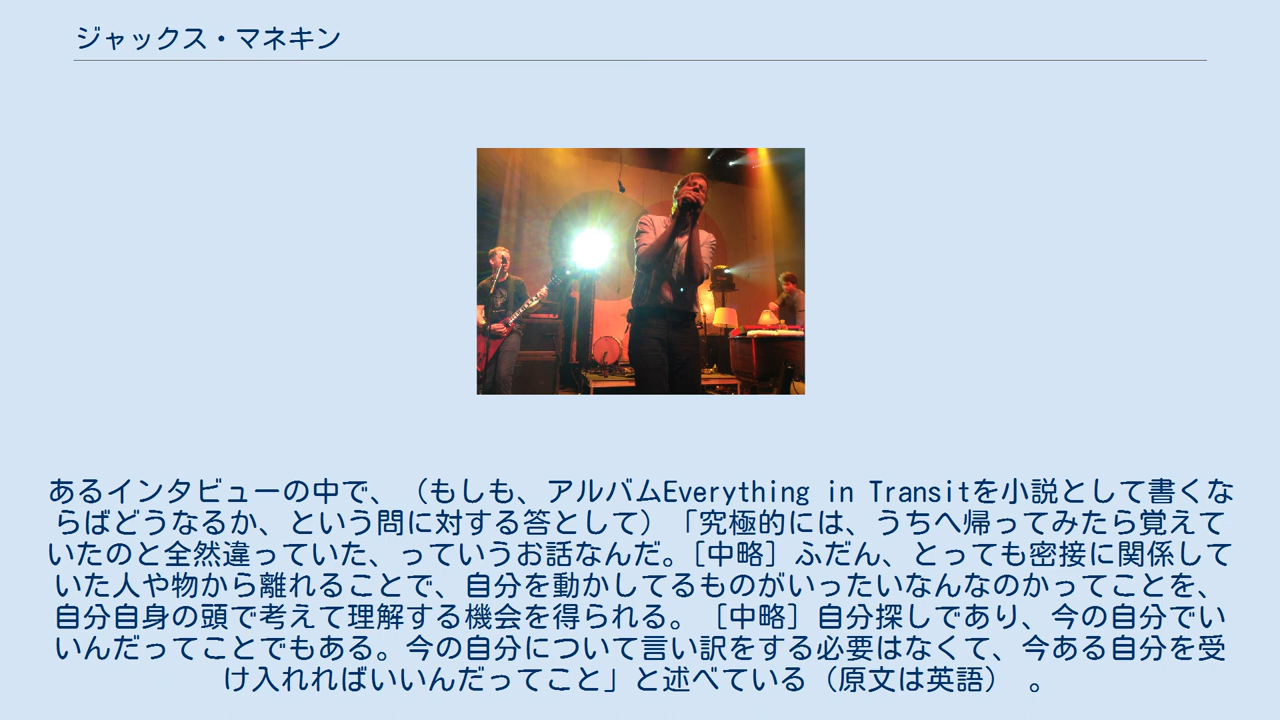 ジャックス・マネキン
あるインタビューの中で、（もしも、アルバムEverything in Transitを小説として書くな
らばどうなるか、という問に対する答として）「究極的には、うちへ帰ってみたら覚えて
いたのと全然違っていた、っていうお話なんだ。［中略］ふだん、とっても密接に関係して
いた人や物から離れることで、自分を動かしてるものがいったいなんなのかってことを、
自分自身の頭で考えて理解する機会を得られる。［中略］自分探しであり、今の自分でい
いんだってことでもある。今の自分について言い訳をする必要はなくて、今ある自分を受
け入れればいいんだってこと」と述べている（原文は英語） 。